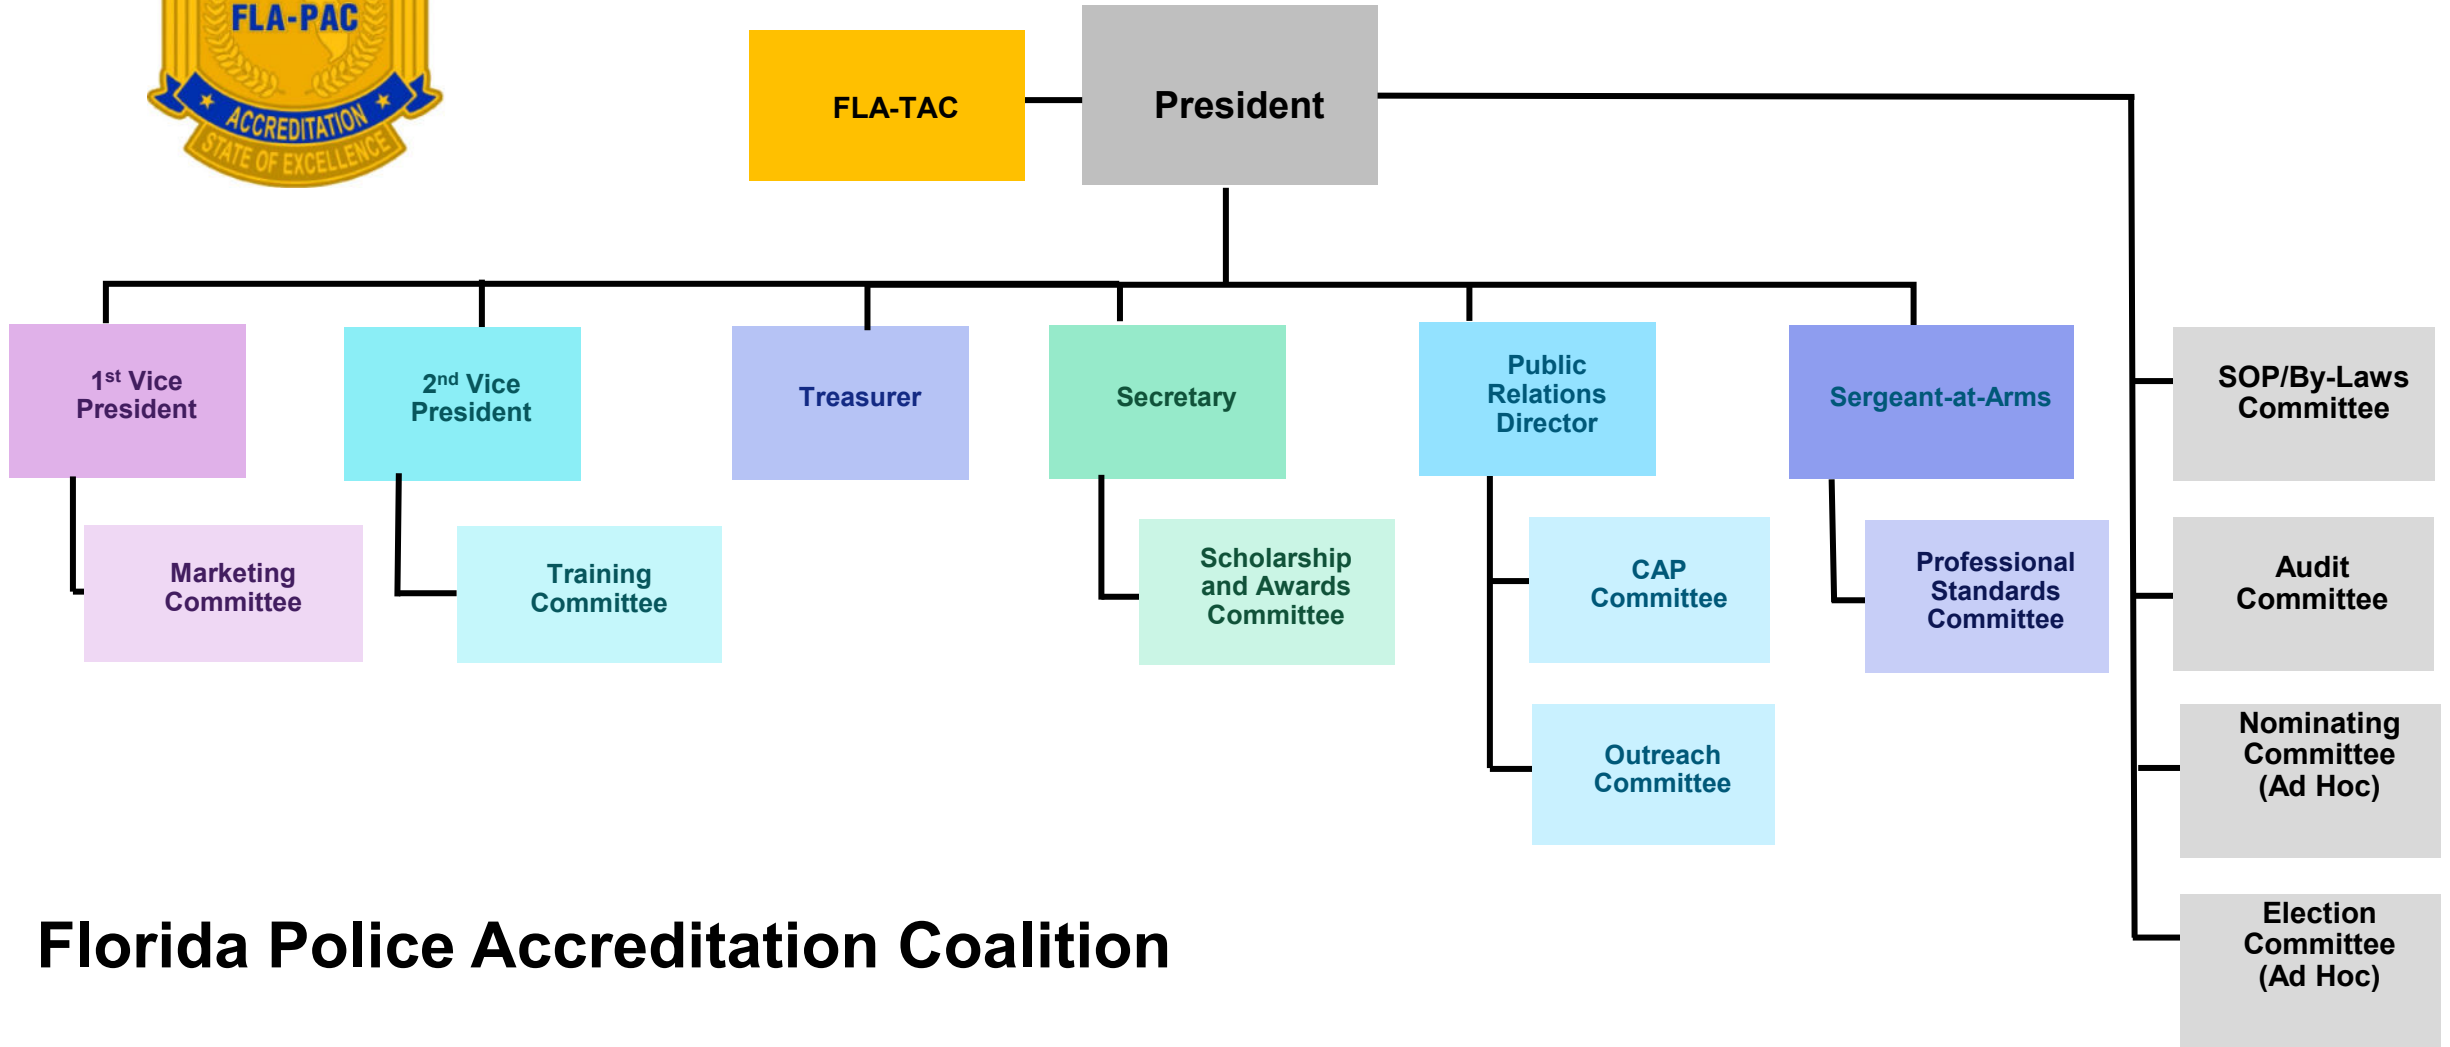 FLA-PAC
ACCREDITATION
STATE OF EXCELLENCE
FLA-TAC
President
1st Vice
President
2nd Vice
President
Treasurer
Secretary
Public
Relations
Director
Sergeant-at-Arms
SOP/By-Laws
Committee
Marketing
Committee
Training
Committee
Scholarship
and Awards
Committee
CAP
Committee
Professional
Standards
Committee
Audit
Committee
Outreach
Committee
Nominating
Committee
(Ad Hoc)
Election
Committee
(Ad Hoc)
Florida Police Accreditation Coalition